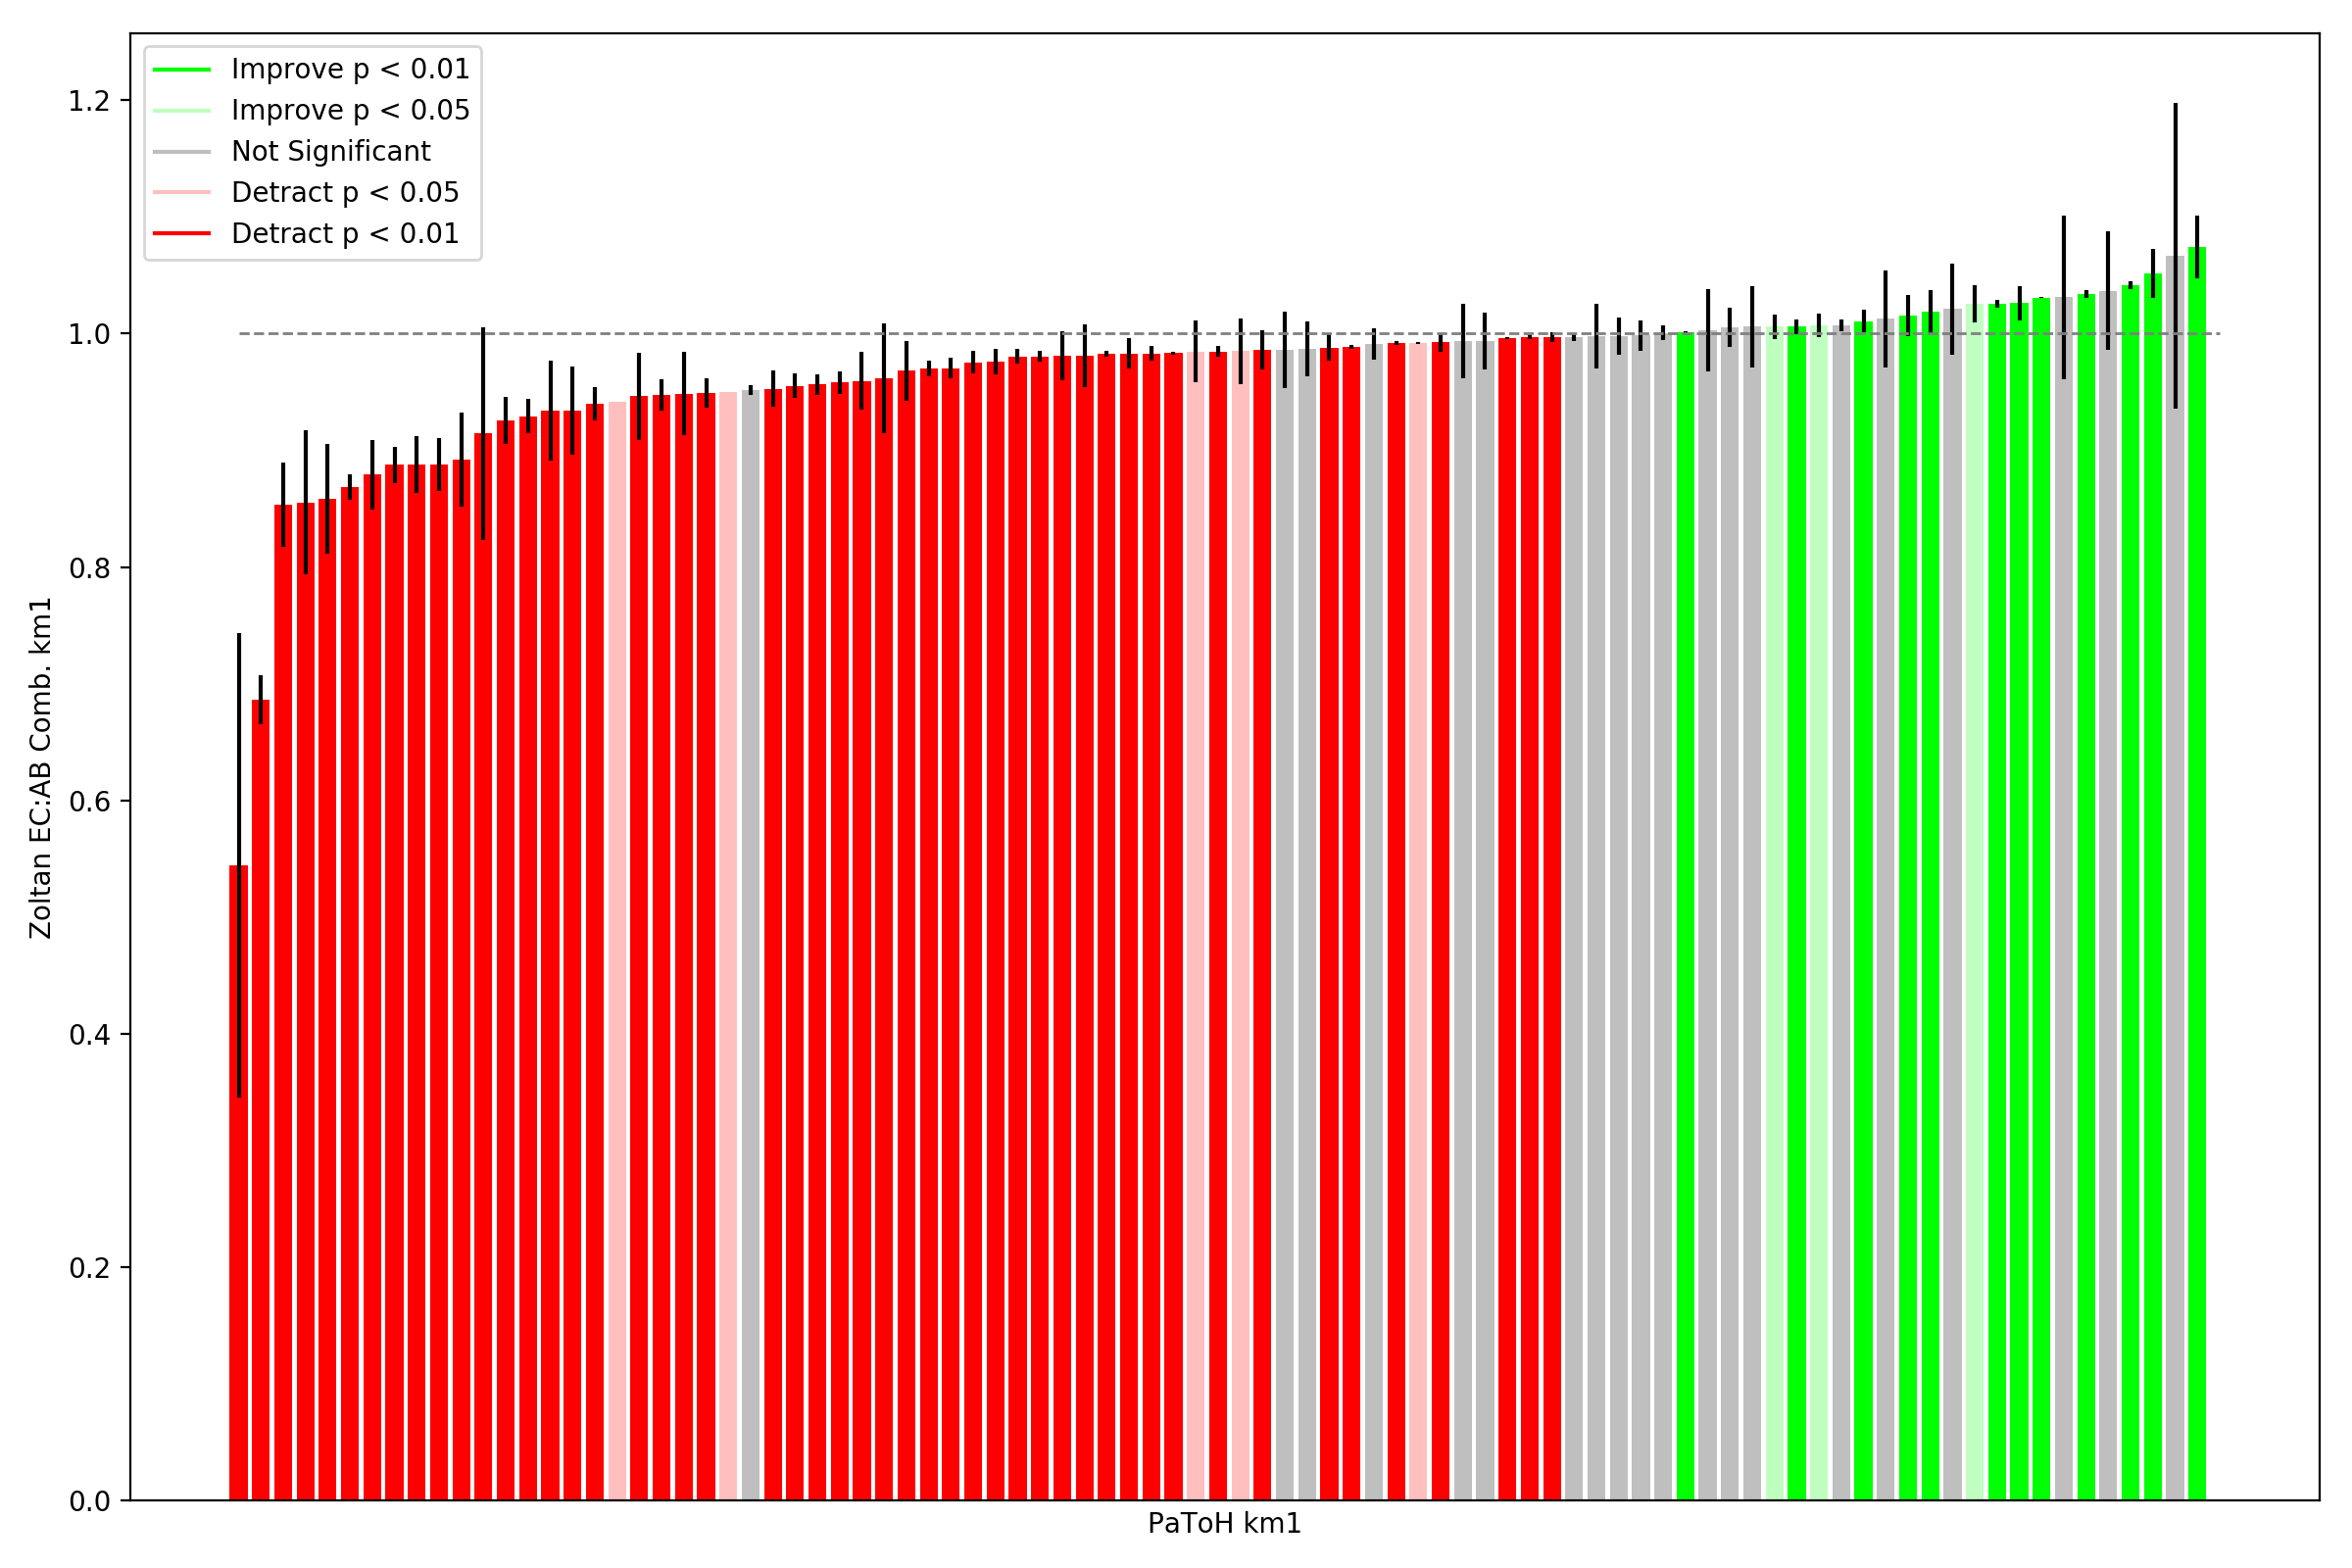 Improve p < 0.01
Improve p < 0.05
Not Significant
Detract p < 0.05
Detract p < 0.01
1.2
1.0
0.8
0.6
0.4
0.2
0.0
Zoltan EC:AB Comb. km1
PaToH km1